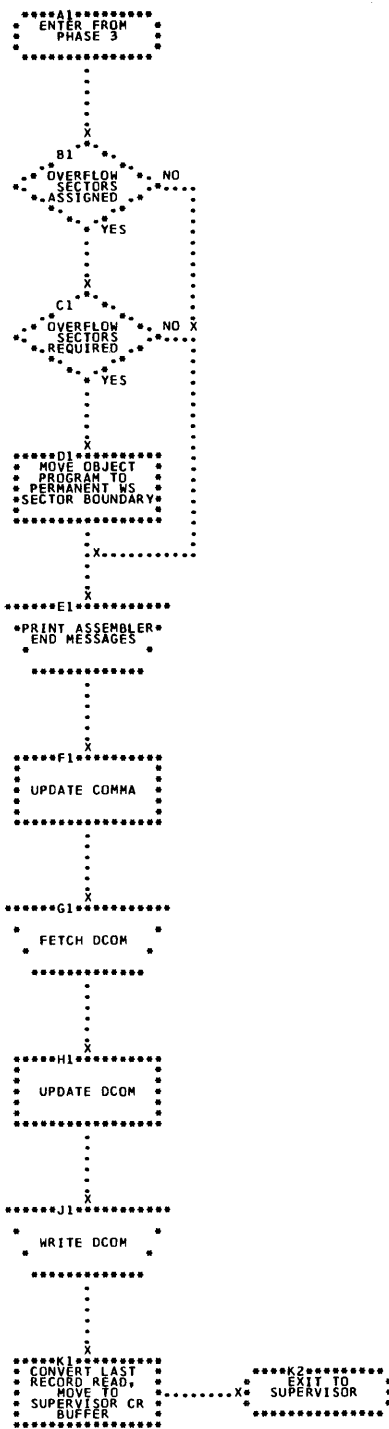 A1
ENTER FROM
PHASE 3
X
B1
NO
OVERFLOW
SECTORS
ASSIGNED
YES
X
C1
OVERFLOW
NO X
SECTORS
REQUIRED
YES
X
D1
MOVE OBJECT
PROGRAM TO
PERMANENT WS
SECTOR BOUNDARY
X
X
E1
PRINT ASSEMBLER
END MESSAGES
X
F1
UPDATE COMMA
X
G1
FETCH DCOM
X
H1
UPDATE DCOM
X
J1
WRITE DCOM
X
K1
CONVERT LAST
RECORD READ,
MOVE TO
SUPERVISOR CR
BUFFER
X
K2
EXIT TO
SUPERVISOR